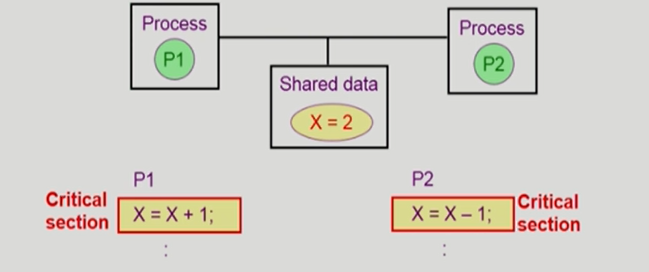 Process
P1
Process
P2
Shared data
X = 2
P1
P2
Critical
section
X = X + 1;
X = X – 1;
Critical
section
:
: